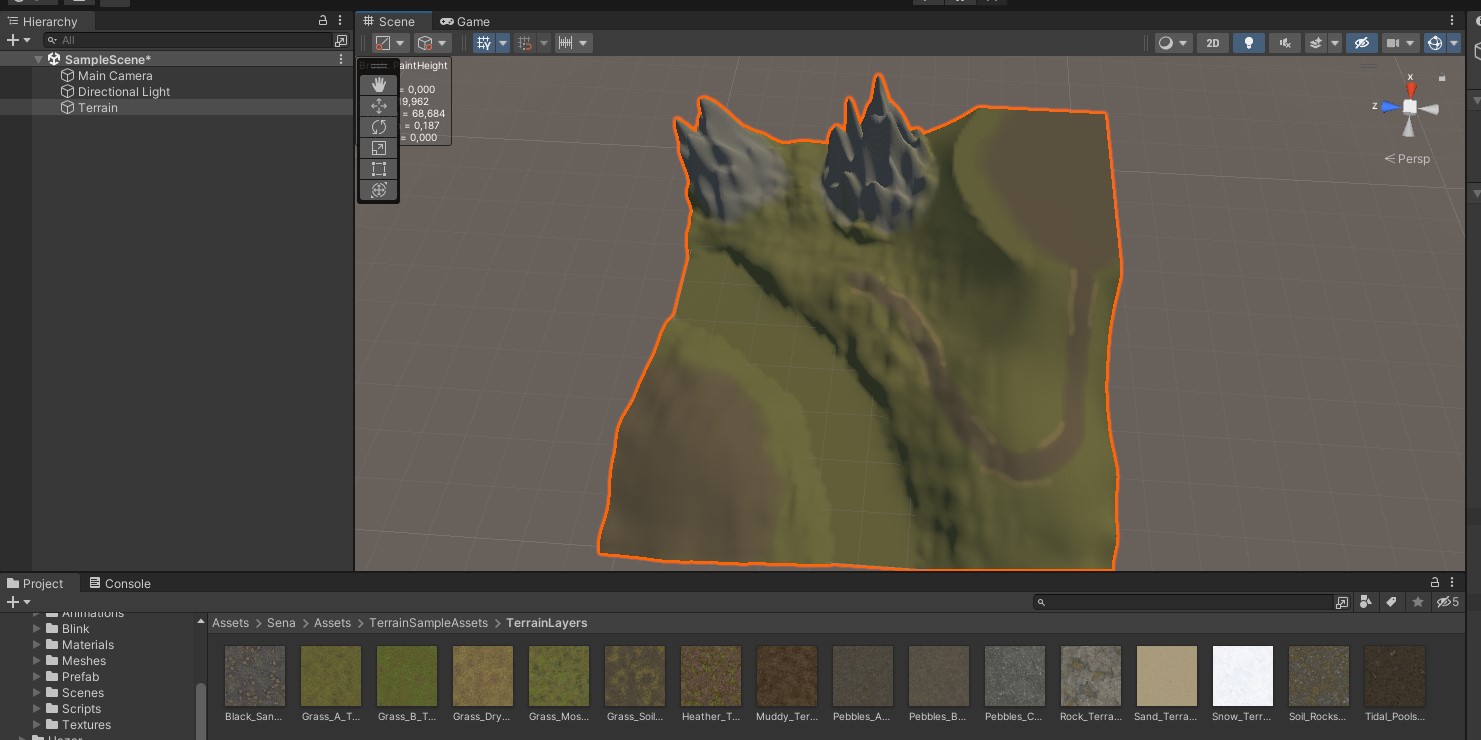 Hierarchy
All
SampleScene*
Main Camera
Directional Light
Terrain
Scene
Game
2D
aintHeight
= 0,000
9,962
= 68,684
= 0,187
= 0,000
x
z
Persp
Project
Console
5
Animations
Blink
Materials
Meshes
Prefab
Scenes
Scripts
Textures
Assets > Sena > Assets > TerrainSampleAssets > TerrainLayers
Black_San... Grass_A_T... Grass_B_T... Grass_Dry... Grass_Mos... Grass_Soil... Heather_T... Muddy_Ter... Pebbles_A... Pebbles_B... Pebbles_C... Rock_Terra... Sand_Terra... Snow_Terr... Soil_Rocks... Tidal_Pools...